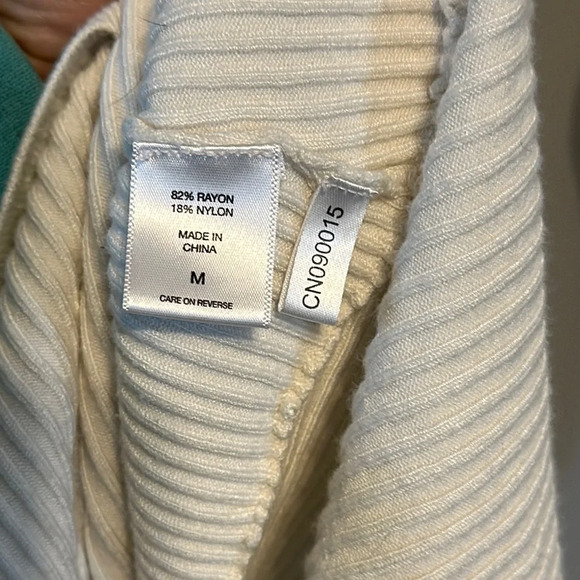 82% RAYON
18% NYLON
MADE IN
CHINA
M
CARE ON REVERSE
CN090015